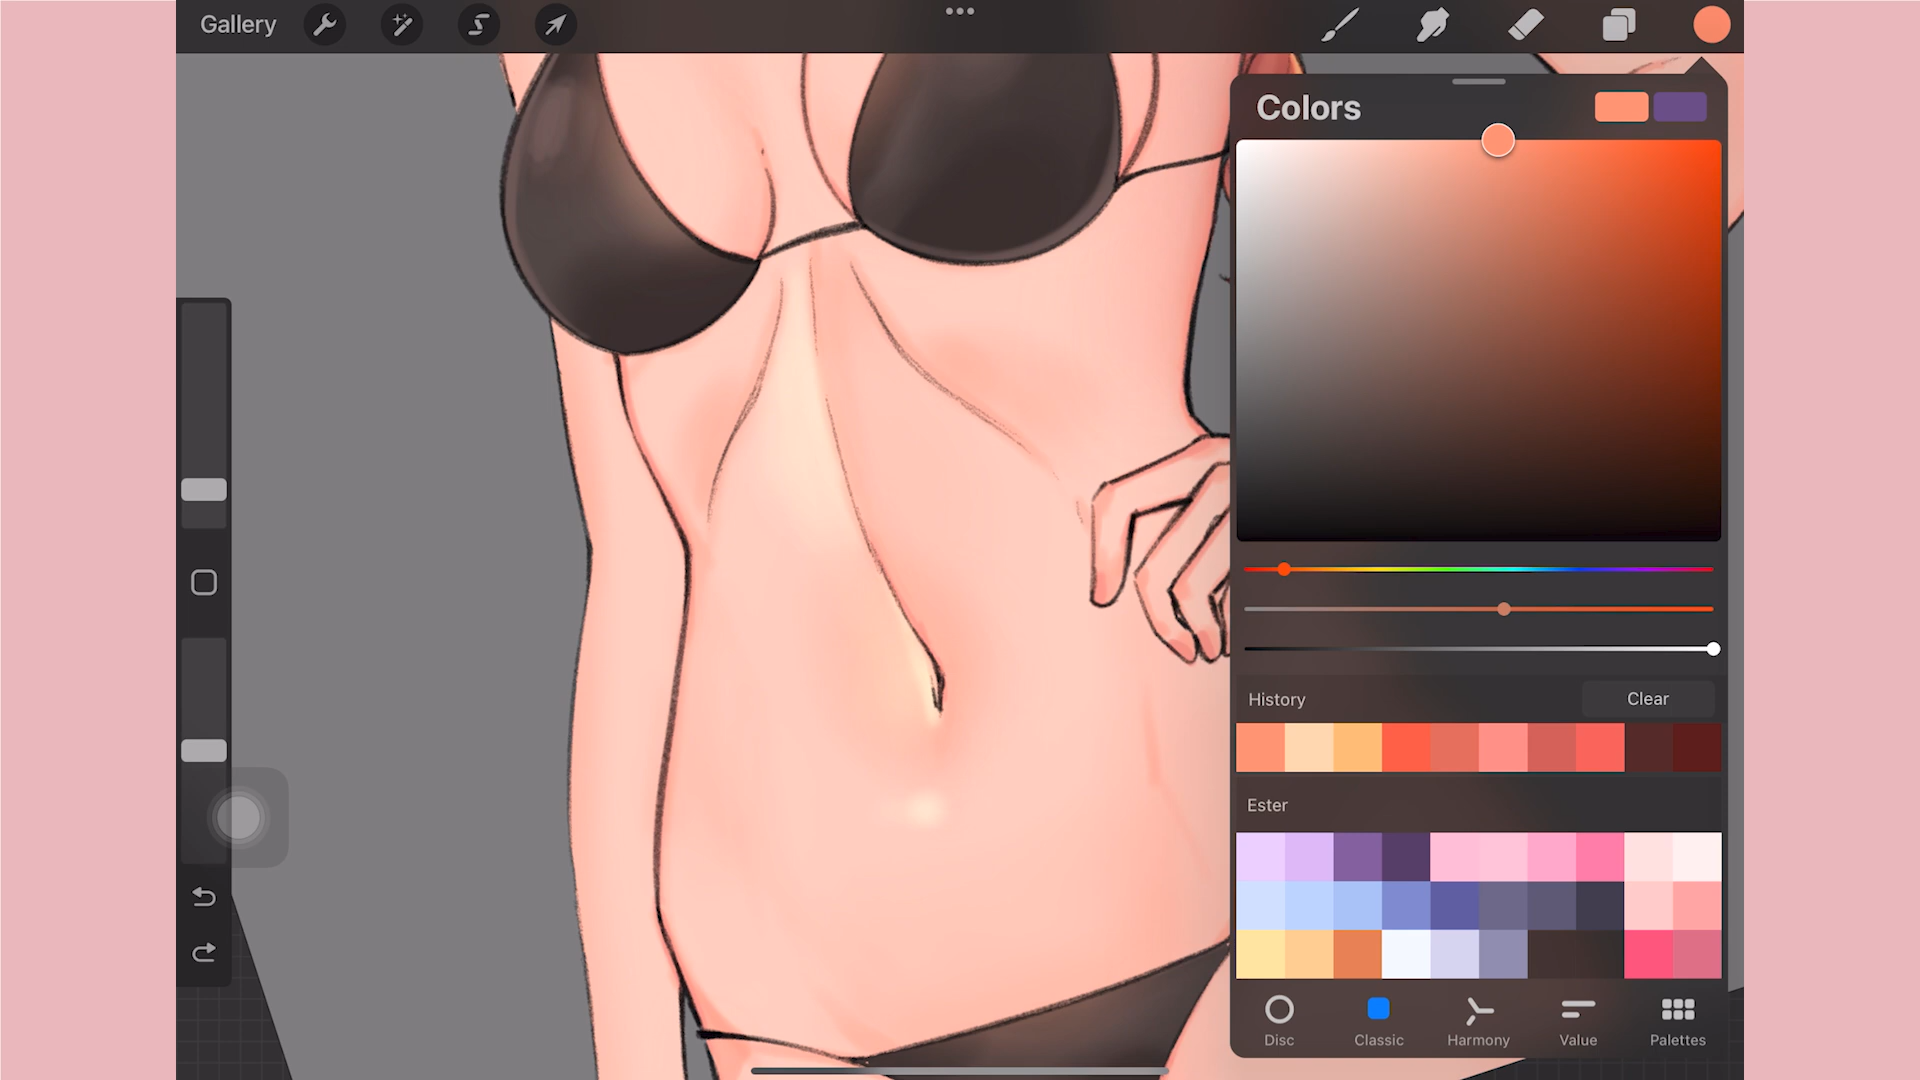 Gallery
Colors
History
Clear
Ester
Disc
Classic
Harmony
Value
Palettes